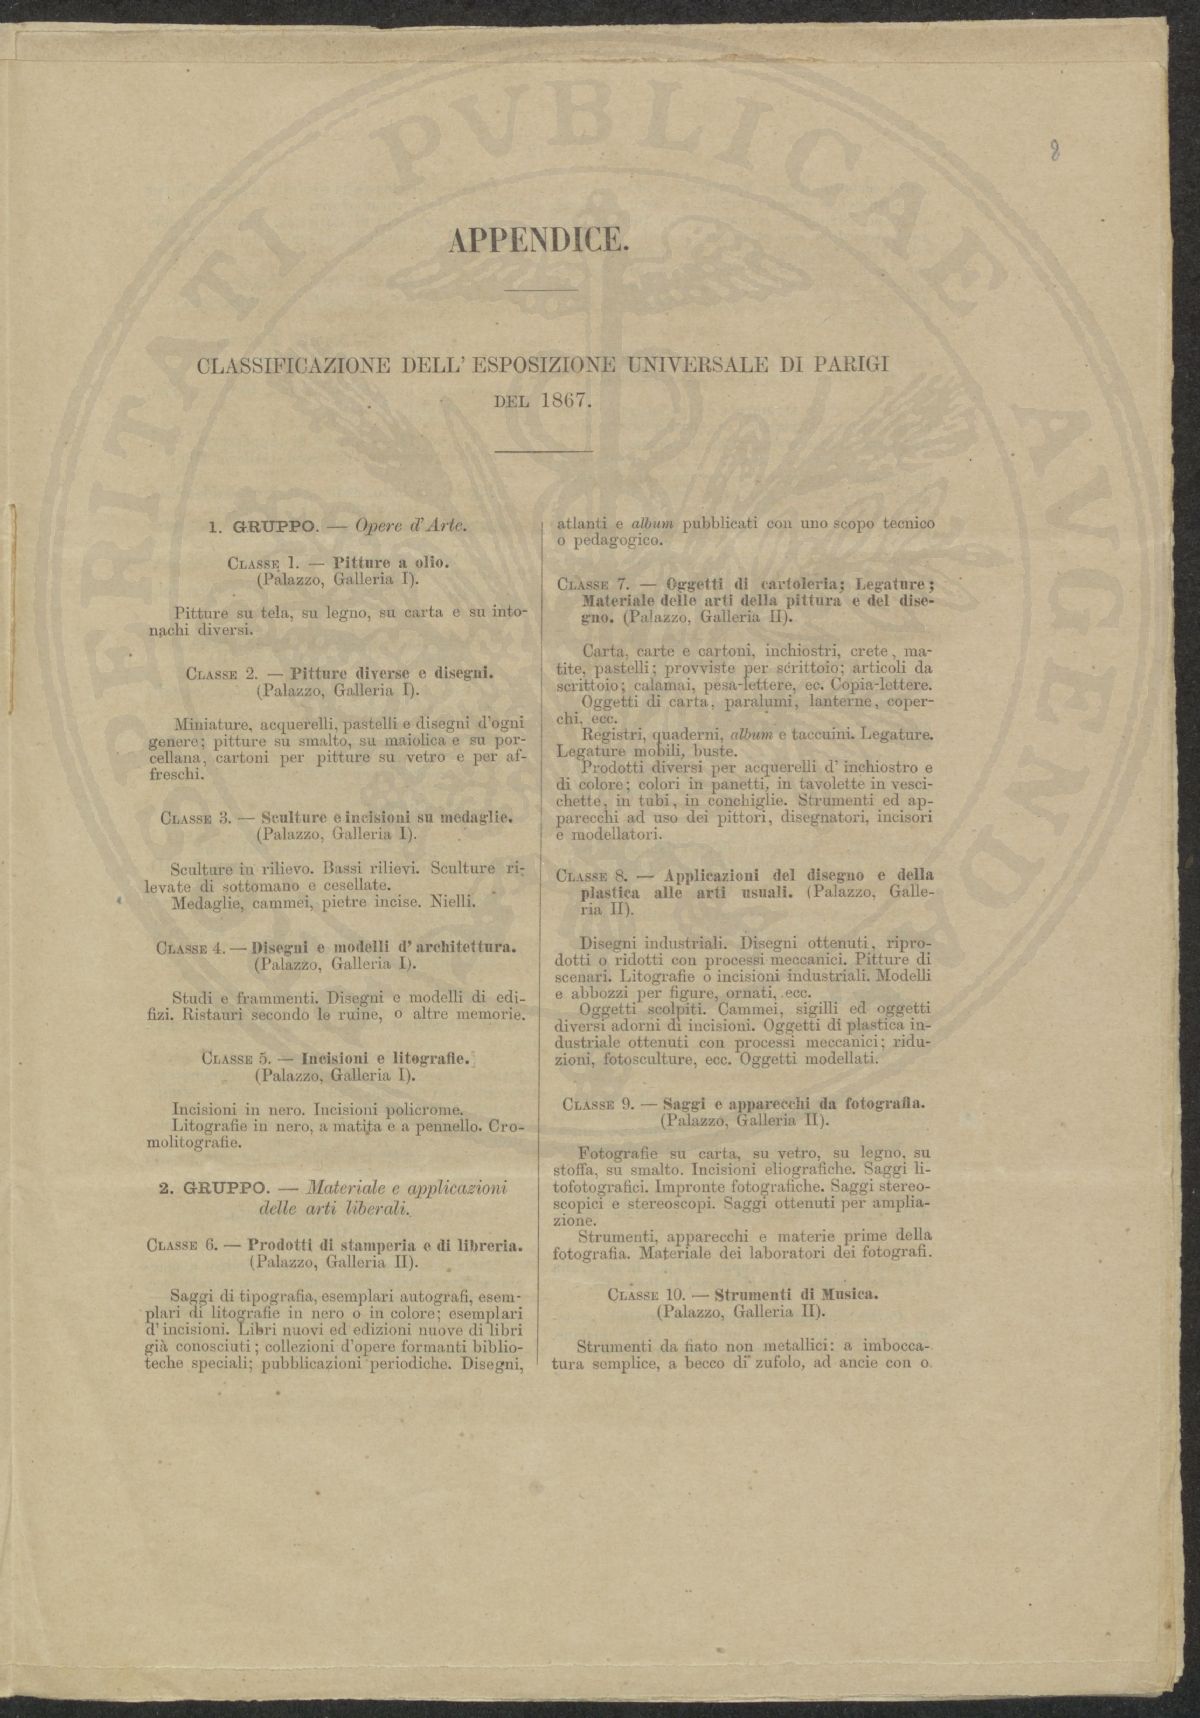 8
APPENDICE.
CLASSIFICAZIONE DELL' ESPOSIZIONE UNIVERSALE DI PARIGI
DEL 1867.
1. GRUPPO. — Opere d'Arte.
CLASSE 1. — Pitture a olio.
(Palazzo, Galleria I).
Pitture su tela, su legno, su carta e su into-
nachi diversi.
CLASSE 2. — Pitture diverse e disegni.
(Palazzo, Galleria I).
Miniature, acquerelli, pastelli e disegni d'ogni
genere; pitture su smalto, su maiolica e su por-
cellana, cartoni per pitture su vetro e per af-
freschi.
CLASSE 3. — Sculture e incisioni su medaglie.
(Palazzo, Galleria I).
Sculture in rilievo. Bassi rilievi. Sculture ri-
levate di sottomano e cesellate.
Medaglie, cammei, pietre incise. Nielli.
CLASSE 4. — Disegni e modelli d'architettura.
(Palazzo, Galleria I).
Studi e frammenti. Disegni e modelli di edi-
fizi. Ristauri secondo le ruine, o altre memorie.
CLASSE 5. — Incisioni e litografie.
(Palazzo, Galleria I).
Incisioni in nero. Incisioni policrome.
Litografie in nero, a matita e a pennello. Cro-
molitografie.
2. GRUPPO. — Materiale e applicazioni
delle arti liberali.
CLASSE 6. — Prodotti di stamperia e di libreria.
(Palazzo, Galleria II).
Saggi di tipografia, esemplari autografi, esem-
plari di litografie in nero o in colore; esemplari
d'incisioni. Libri nuovi ed edizioni nuove di libri
già conosciuti; collezioni d'opere formanti biblio-
teche speciali; pubblicazioni periodiche. Disegni,
atlanti e album pubblicati con uno scopo tecnico
o pedagogico.
CLASSE 7. — Oggetti di cartoleria; Legature;
Materiale delle arti della pittura e del dise-
gno. (Palazzo, Galleria II).
Carta, carte e cartoni, inchiostri, crete, ma-
tite, pastelli; provviste per scrittoio; articoli da
scrittoio; calamai, pesa-lettere, ec. Copia-lettere.
Oggetti di carta, paralumi, lanterne, coper-
chi, ecc.
Registri, quaderni, album e taccuini. Legature.
Legature mobili, buste.
Prodotti diversi per acquerelli d'inchiostro e
di colore; colori in panetti, in tavolette in vesci-
chette, in tubi, in conchiglie. Strumenti ed ap-
parecchi ad uso dei pittori, disegnatori, incisori
e modellatori.
CLASSE 8. — Applicazioni del disegno e della
plastica alle arti usuali. (Palazzo, Galle-
ria II).
Disegni industriali. Disegni ottenuti, ripro-
dotti o ridotti con processi meccanici. Pitture di
scenari. Litografie o incisioni industriali. Modelli
e abbozzi per figure, ornati, ecc.
Oggetti scolpiti. Cammei, sigilli ed oggetti
diversi adorni di incisioni. Oggetti di plastica in-
dustriale ottenuti con processi meccanici; ridu-
zioni, fotosculture, ecc. Oggetti modellati.
CLASSE 9. — Saggi e apparecchi da fotografia.
(Palazzo, Galleria II).
Fotografie su carta, su vetro, su legno, su
stoffa, su smalto. Incisioni eliografiche. Saggi li-
tofotografici. Impronte fotografiche. Saggi stereo-
scopici e stereoscopi. Saggi ottenuti per amplia-
zione.
Strumenti, apparecchi e materie prime della
fotografia. Materiale dei laboratori dei fotografi.
CLASSE 10. — Strumenti di Musica.
(Palazzo, Galleria II).
Strumenti da fiato non metallici: a imbocca-
tura semplice, a becco di zufolo, ad ancie con o